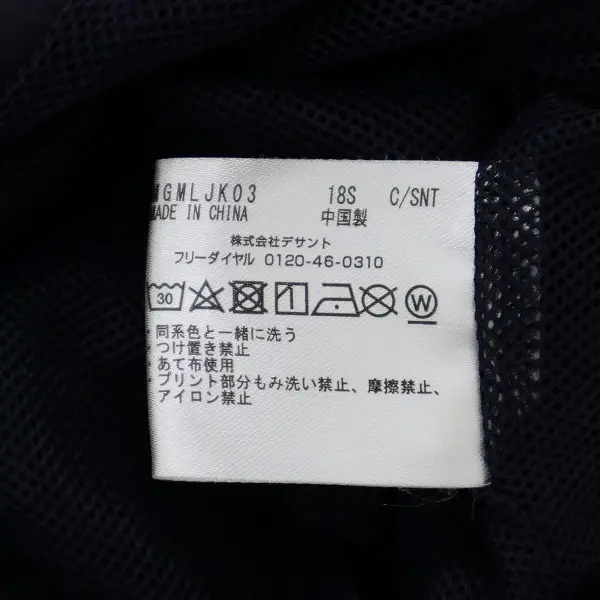 MGMLJK03 18S C/SNT
MADE IN CHINA 中国製
株式会社デサント
フリーダイヤル 0120-46-0310
30 W
・同系色と一緒に洗う
・つけ置き禁止
・あて布使用
・プリント部分もみ洗い禁止、摩擦禁止、
アイロン禁止